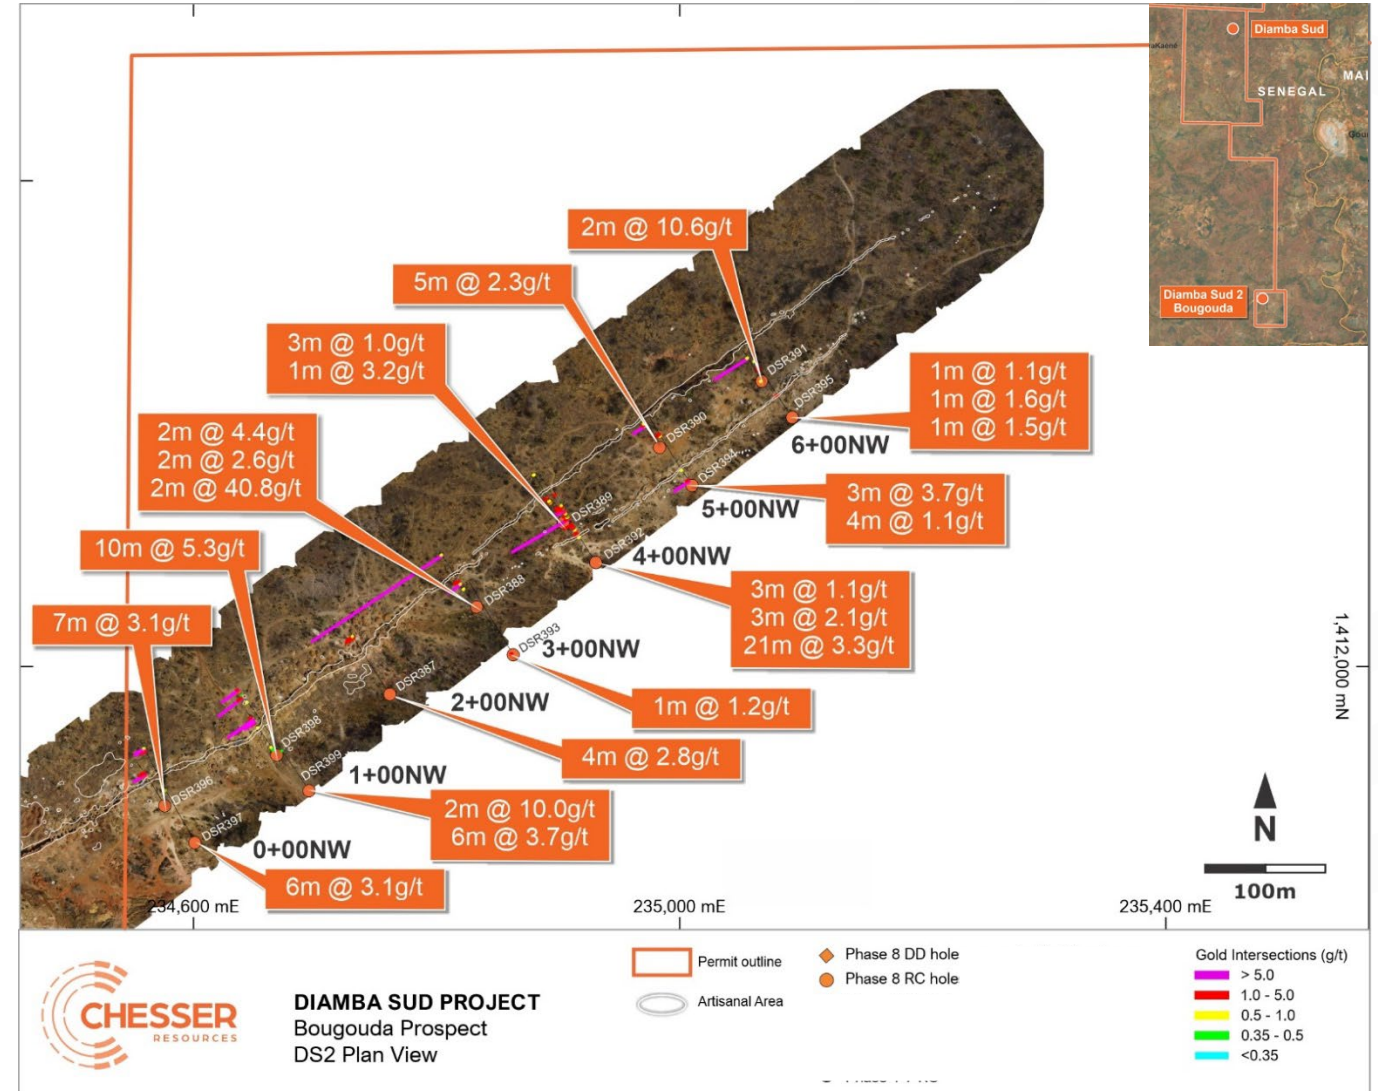 Diamba Sud
SENEGAL
MAI
Diamba Sud 2
Bougouda
2m @ 10.6g/t
5m @ 2.3g/t
3m @ 1.0g/t
1m @ 3.2g/t
2m @ 4.4g/t
2m @ 2.6g/t
2m @ 40.8g/t
10m @ 5.3g/t
7m @ 3.1g/t
1m @ 1.1g/t
1m @ 1.6g/t
1m @ 1.5g/t
3m @ 3.7g/t
4m @ 1.1g/t
3m @ 1.1g/t
3m @ 2.1g/t
21m @ 3.3g/t
1m @ 1.2g/t
4m @ 2.8g/t
2m @ 10.0g/t
6m @ 3.7g/t
6m @ 3.1g/t
DSR391
DSR395
DSR390
DSR394
DSR389
DSR392
DSR388
DSR393
DSR387
DSR398
DSR399
DSR396
DSR397
6+00NW
5+00NW
4+00NW
3+00NW
2+00NW
1+00NW
0+00NW
1,412,000 mN
N
100m
234,600 mE
235,000 mE
235,400 mE
CHESSER
RESOURCES
DIAMBA SUD PROJECT
Bougouda Prospect
DS2 Plan View
Permit outline
Artisanal Area
Phase 8 DD hole
Phase 8 RC hole
Gold Intersections (g/t)
> 5.0
1.0 - 5.0
0.5 - 1.0
0.35 - 0.5
<0.35